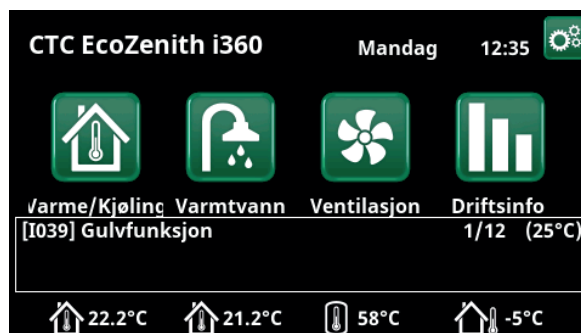 CTC EcoZenith i360 Mandag 12:35
Varme/Kjøling Varmtvann Ventilasjon Driftsinfo
[I039] Gulvfunksjon 1/12 (25°C)
22.2°C 21.2°C 58°C -5°C